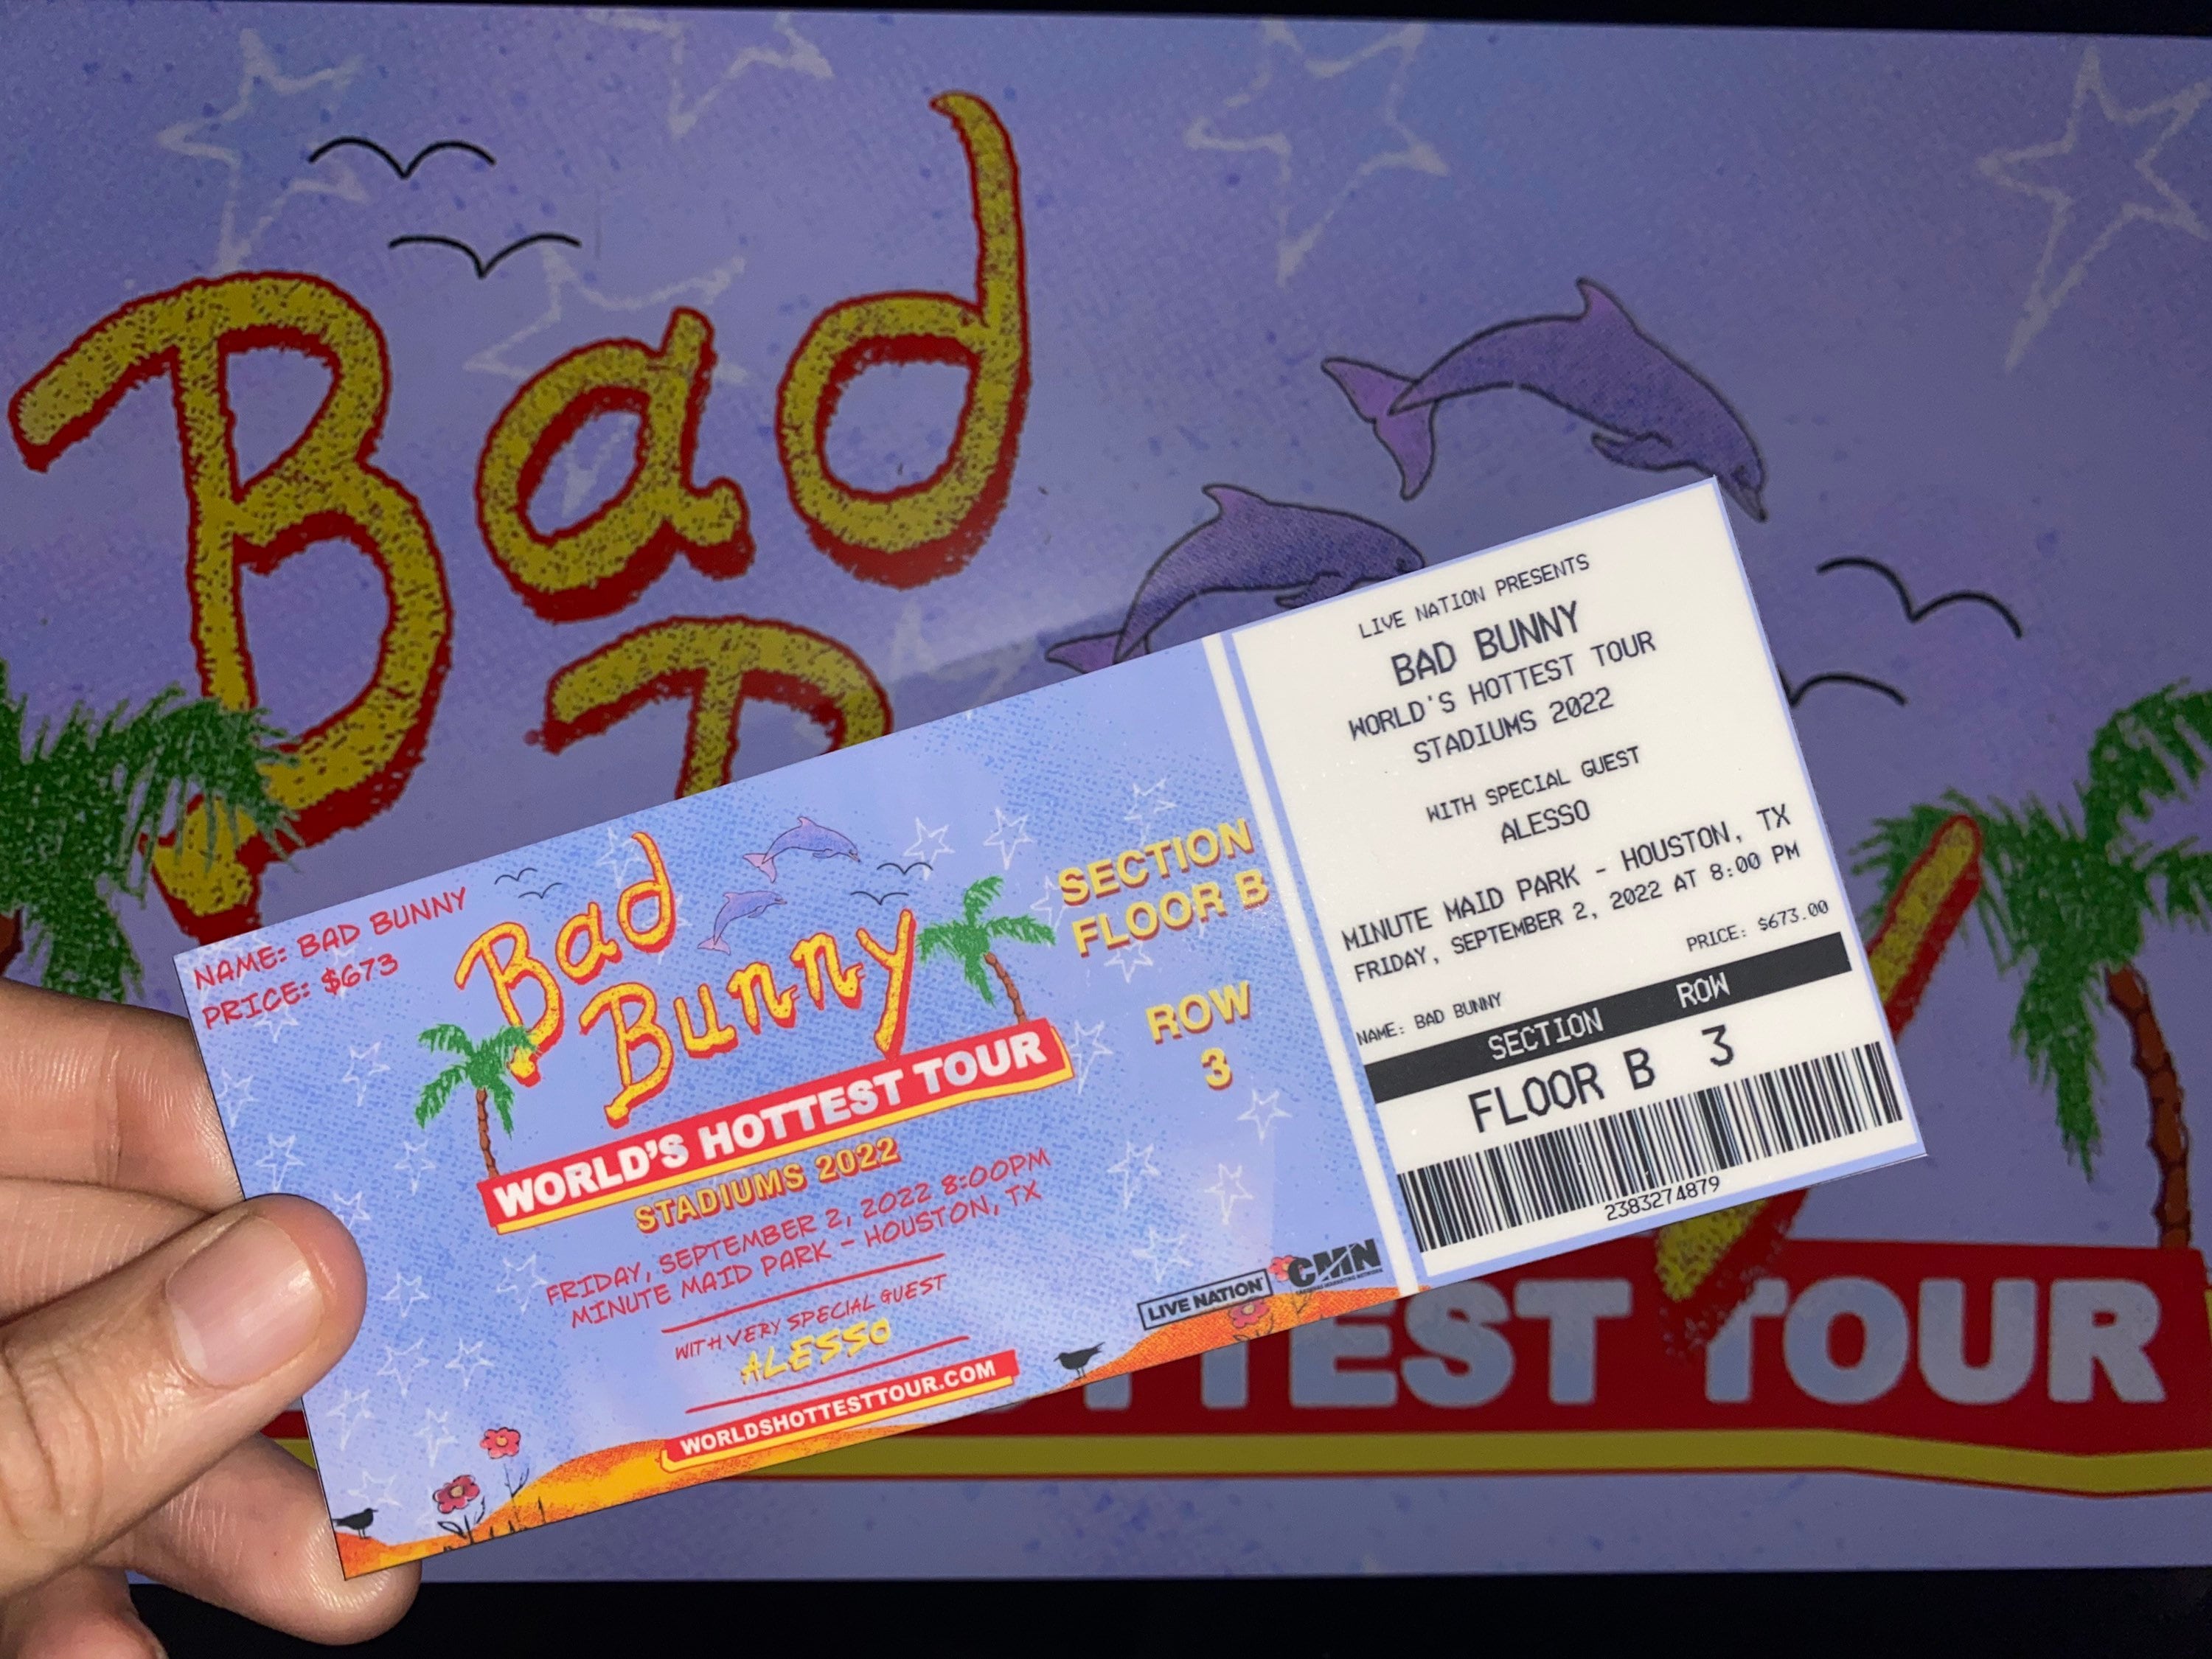 Bad
B
TTEST TOUR
NAME: BAD BUNNY
PRICE: $673
Bad
Bunny
WORLD'S HOTTEST TOUR
STADIUMS 2022
FRIDAY, SEPTEMBER 2, 2022 8:00PM
MINUTE MAID PARK - HOUSTON, TX
WITH VERY SPECIAL GUEST
ALESSO
WORLDSHOTTESTTOUR.COM
SECTION
FLOOR B
ROW
3
LIVE NATION
CMN
LIVE NATION PRESENTS
BAD BUNNY
WORLD'S HOTTEST TOUR
STADIUMS 2022
WITH SPECIAL GUEST
ALESSO
MINUTE MAID PARK - HOUSTON, TX
FRIDAY, SEPTEMBER 2, 2022 AT 8:00 PM
PRICE: $673.00
NAME: BAD BUNNY
SECTION ROW
FLOOR B 3
2383274879